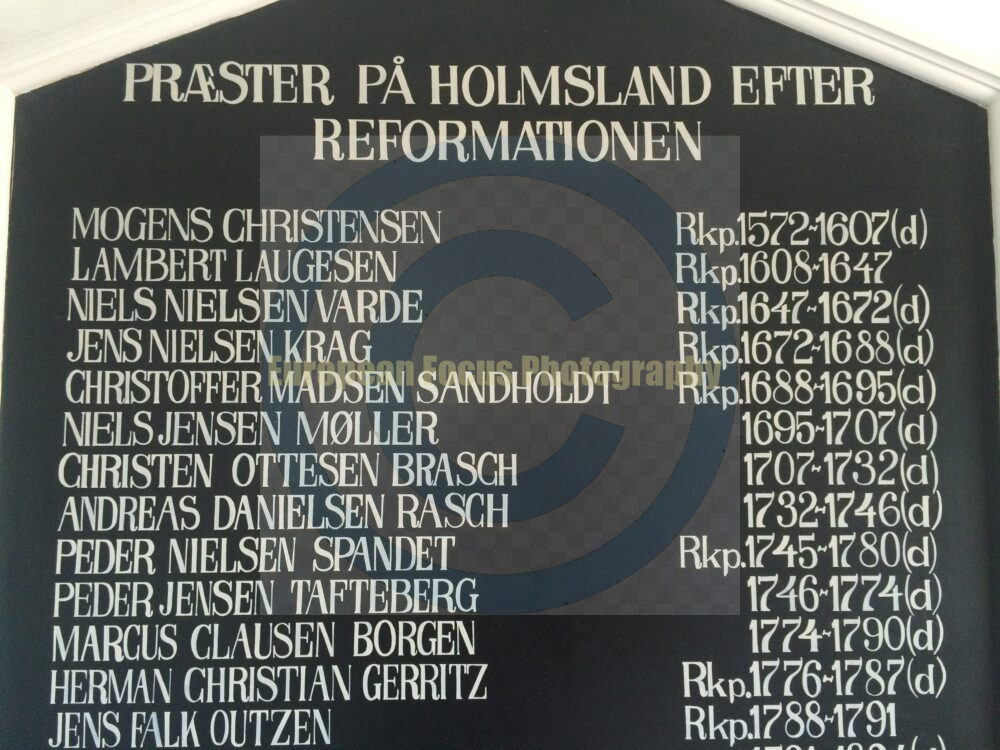 PRÆSTER PÅ HOLMSLAND EFTER
REFORMATIONEN
MOGENS CHRISTENSEN Rkp.1572~1607(d)
LAMBERT LAUGESEN Rkp.1608~1647
NIELS NIELSEN VARDE Rkp.1647~1672(d)
JENS NIELSEN KRAG Rkp.1672~1688(d)
European Focus Photography
CHRISTOFFER MADSEN SANDHOLDT Rkp.1688~1695(d)
NIELS JENSEN MØLLER 1695~1707(d)
CHRISTEN OTTESEN BRASCH 1707~1732(d)
ANDREAS DANIELSEN RASCH 1732~1746(d)
PEDER NIELSEN SPANDET Rkp.1745~1780(d)
PEDER JENSEN TAFTEBERG 1746~1774(d)
MARCUS CLAUSEN BORGEN 1774~1790(d)
HERMAN CHRISTIAN GERRITZ Rkp.1776~1787(d)
JENS FALK OUTZEN Rkp.1788~1791